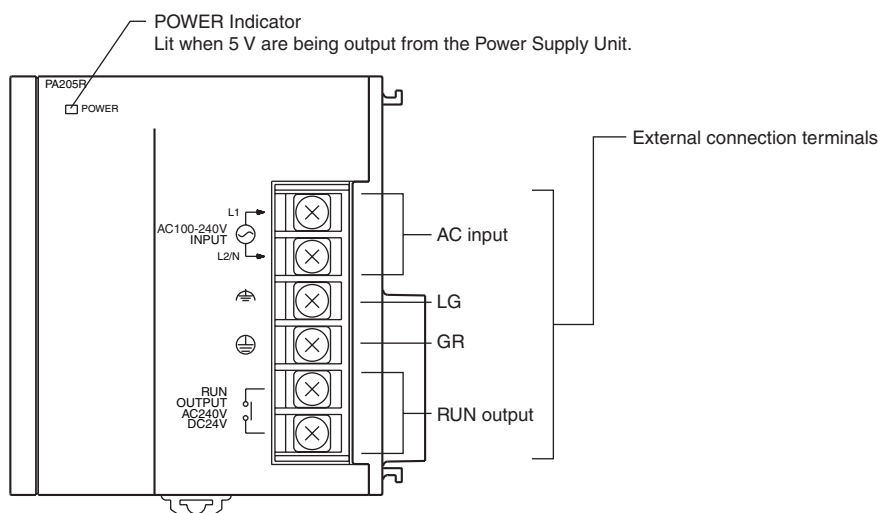 POWER Indicator
Lit when 5 V are being output from the Power Supply Unit.
PA205R
POWER
External connection terminals
L1
AC100-240V
INPUT
L2/N
AC input
LG
GR
RUN
OUTPUT
AC240V
DC24V
RUN output